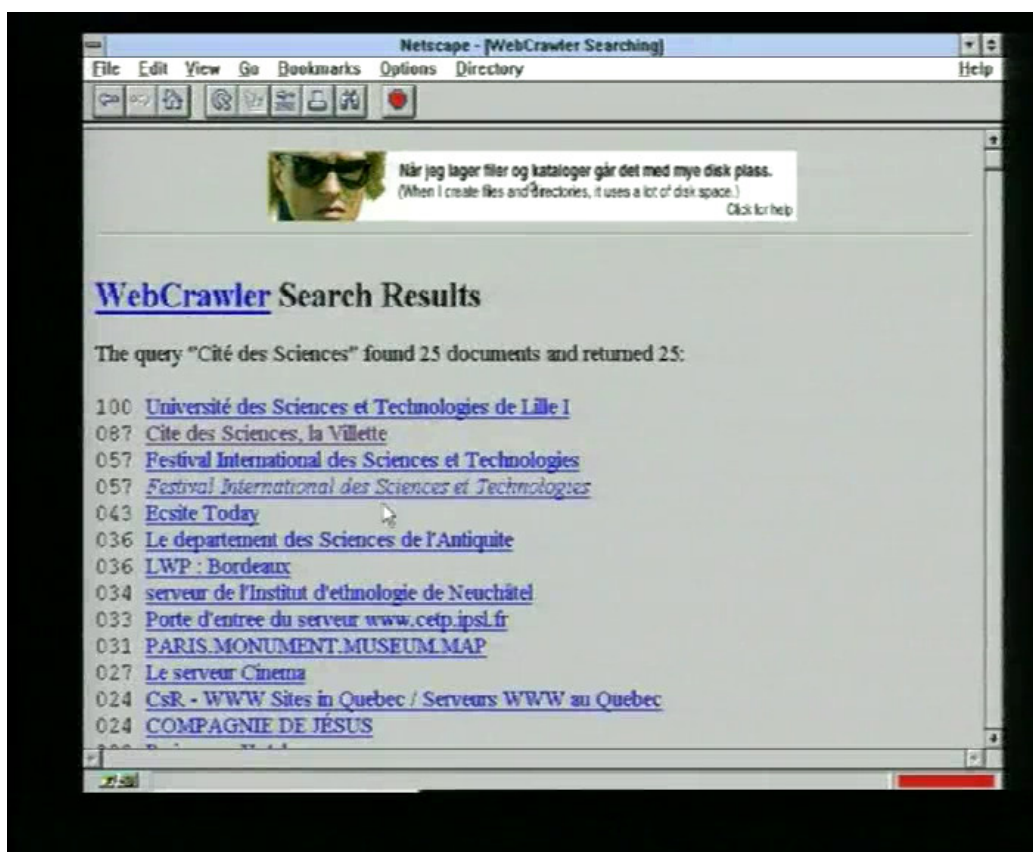 Netscape - [WebCrawler Searching]
File Edit View Go Bookmarks Options Directory Help
Når jeg lager filer og kataloger går det med mye disk plass.
(When I create files and directories, it uses a lot of disk space.)
Click for help
WebCrawler Search Results
The query "Cité des Sciences" found 25 documents and returned 25:
100 Université des Sciences et Technologies de Lille I
087 Cite des Sciences, la Villette
057 Festival International des Sciences et Technologies
057 Festival International des Sciences et Technologies
043 Ecsite Today
036 Le departement des Sciences de l'Antiquite
036 LWP : Bordeaux
034 serveur de l'Institut d'ethnologie de Neuchâtel
033 Porte d'entree du serveur www.cetp.ipsl.fr
031 PARIS.MONUMENT.MUSEUM.MAP
027 Le serveur Cinema
024 CsR - WWW Sites in Quebec / Serveurs WWW au Quebec
024 COMPAGNIE DE JÉSUS